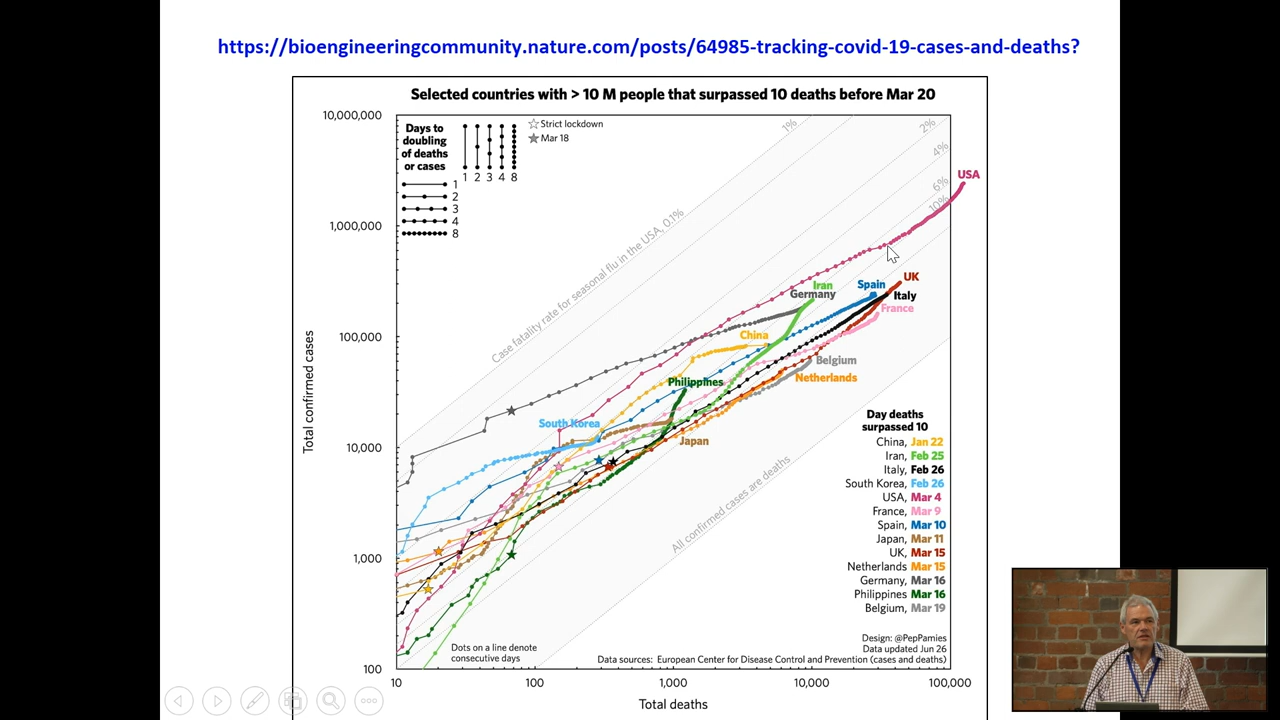 https://bioengineeringcommunity.nature.com/posts/64985-tracking-covid-19-cases-and-deaths?
Selected countries with > 10 M people that surpassed 10 deaths before Mar 20
10,000,000
1,000,000
100,000
10,000
1,000
100
Total confirmed cases
Days to
doubling
of deaths
or cases
1 2 3 4 8
1
2
3
4
8
Strict lockdown
Mar 18
1%
2%
4%
6%
10%
Case fatality rate for seasonal flu in the USA, 0.1%
All confirmed cases are deaths
USA
UK
Spain
Italy
Iran
Germany
France
China
Belgium
Netherlands
Philippines
South Korea
Japan
Day deaths
surpassed 10
China, Jan 22
Iran, Feb 25
Italy, Feb 26
South Korea, Feb 26
USA, Mar 4
France, Mar 9
Spain, Mar 10
Japan, Mar 11
UK, Mar 15
Netherlands Mar 15
Germany, Mar 16
Philippines Mar 16
Belgium, Mar 19
Dots on a line denote
consecutive days
Design: @PepPamies
Data updated Jun 26
Data sources: European Center for Disease Control and Prevention (cases and deaths)
10
100
1,000
10,000
100,000
Total deaths